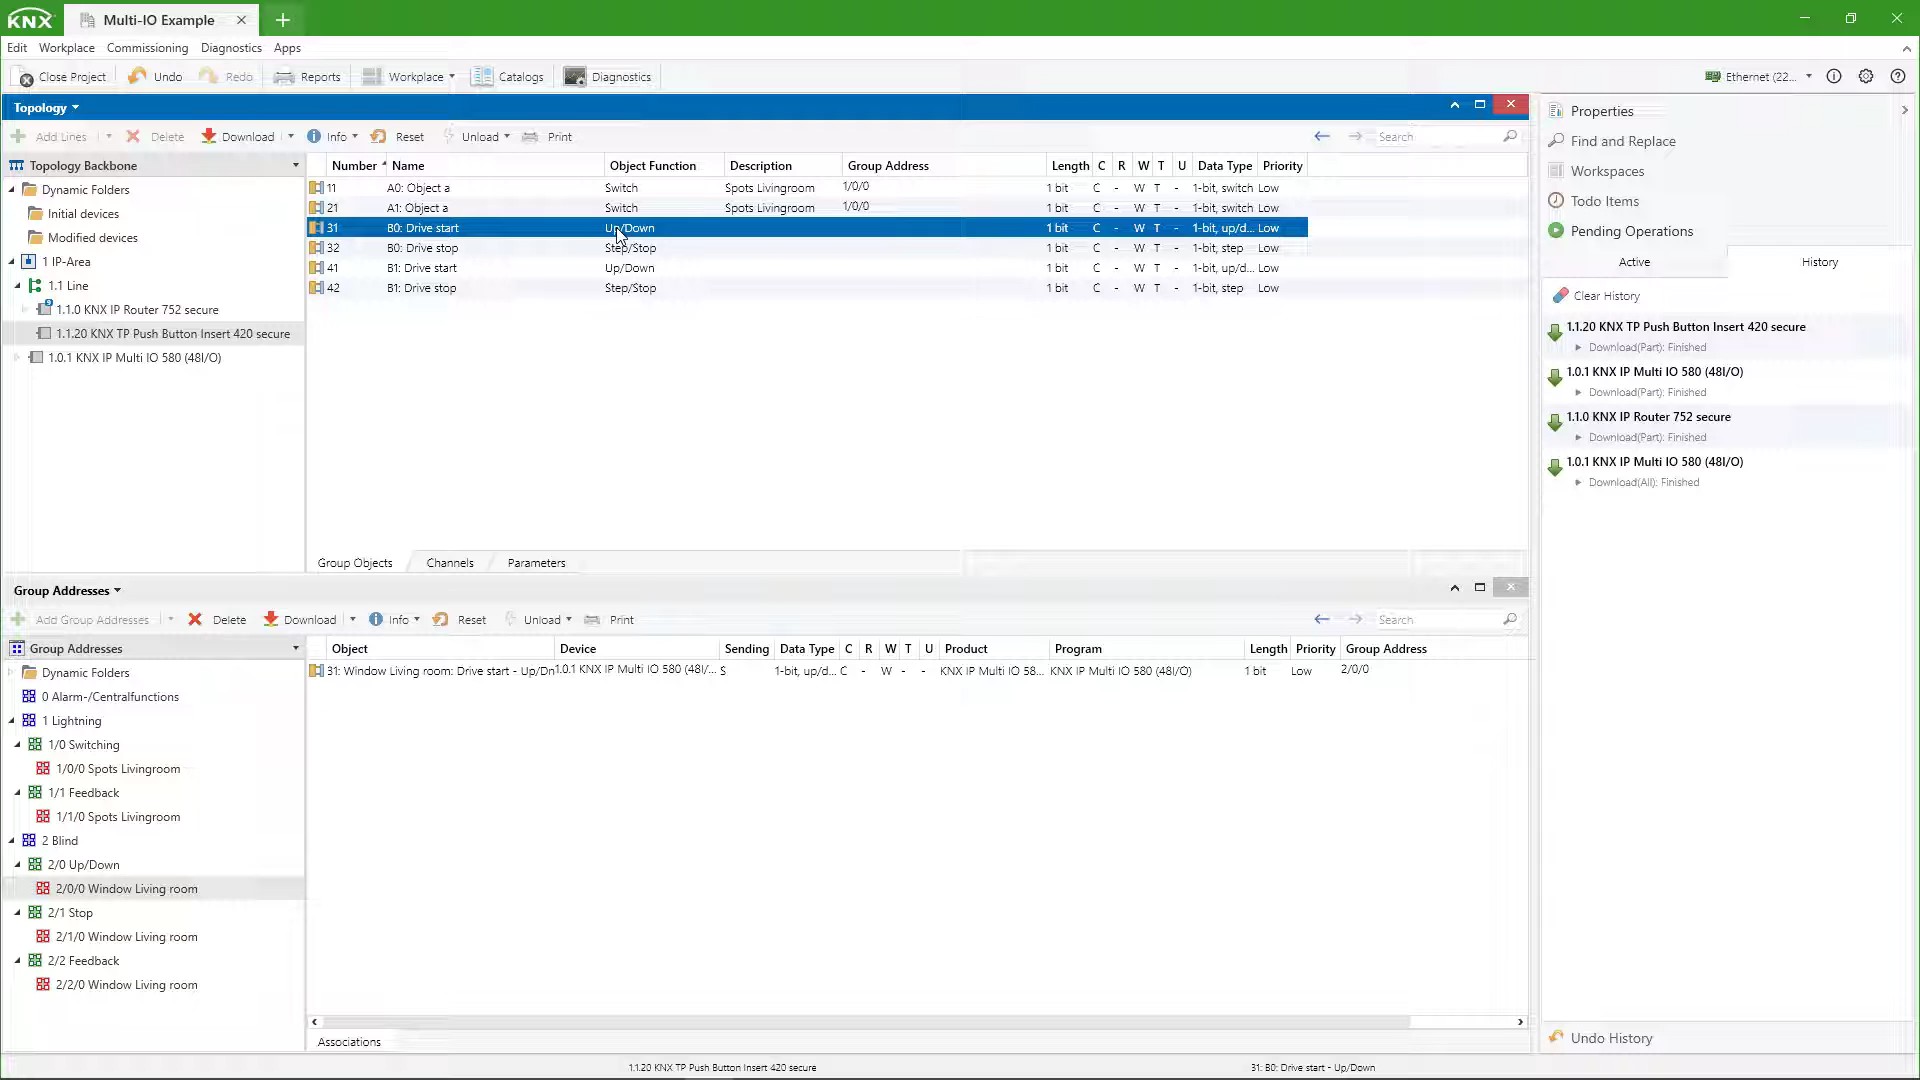 KNX Multi-IO Example
Edit Workplace Commissioning Diagnostics Apps
Close Project Undo Redo Reports Workplace Catalogs Diagnostics Ethernet (22...
Topology
Add Lines Delete Download Info Reset Unload Print Search
Topology Backbone
Dynamic Folders
Initial devices
Modified devices
1 IP-Area
1.1 Line
1.1.0 KNX IP Router 752 secure
1.1.20 KNX TP Push Button Insert 420 secure
1.0.1 KNX IP Multi IO 580 (48I/O)
Number Name Object Function Description Group Address Length C R W T U Data Type Priority
11 A0: Object a Switch Spots Livingroom 1/0/0 1 bit C - W T - 1-bit, switch Low
21 A1: Object a Switch Spots Livingroom 1/0/0 1 bit C - W T - 1-bit, switch Low
31 B0: Drive start Up/Down 1 bit C - W T - 1-bit, up/d... Low
32 B0: Drive stop Step/Stop 1 bit C - W T - 1-bit, step Low
41 B1: Drive start Up/Down 1 bit C - W T - 1-bit, up/d... Low
42 B1: Drive stop Step/Stop 1 bit C - W T - 1-bit, step Low
Group Objects Channels Parameters
Group Addresses
Add Group Addresses Delete Download Info Reset Unload Print Search
Group Addresses
Dynamic Folders
0 Alarm-/Centralfunctions
1 Lightning
1/0 Switching
1/0/0 Spots Livingroom
1/1 Feedback
1/1/0 Spots Livingroom
2 Blind
2/0 Up/Down
2/0/0 Window Living room
2/1 Stop
2/1/0 Window Living room
2/2 Feedback
2/2/0 Window Living room
Object Device Sending Data Type C R W T U Product Program Length Priority Group Address
31: Window Living room: Drive start - Up/Dn 1.0.1 KNX IP Multi IO 580 (48I/... S 1-bit, up/d... C - W - - KNX IP Multi IO 58... KNX IP Multi IO 580 (48I/O) 1 bit Low 2/0/0
Associations
Properties
Find and Replace
Workspaces
Todo Items
Pending Operations
Active History
Clear History
1.1.20 KNX TP Push Button Insert 420 secure
Download(Part): Finished
1.0.1 KNX IP Multi IO 580 (48I/O)
Download(Part): Finished
1.1.0 KNX IP Router 752 secure
Download(Part): Finished
1.0.1 KNX IP Multi IO 580 (48I/O)
Download(All): Finished
Undo History
1.1.20 KNX TP Push Button Insert 420 secure 31: B0: Drive start - Up/Down